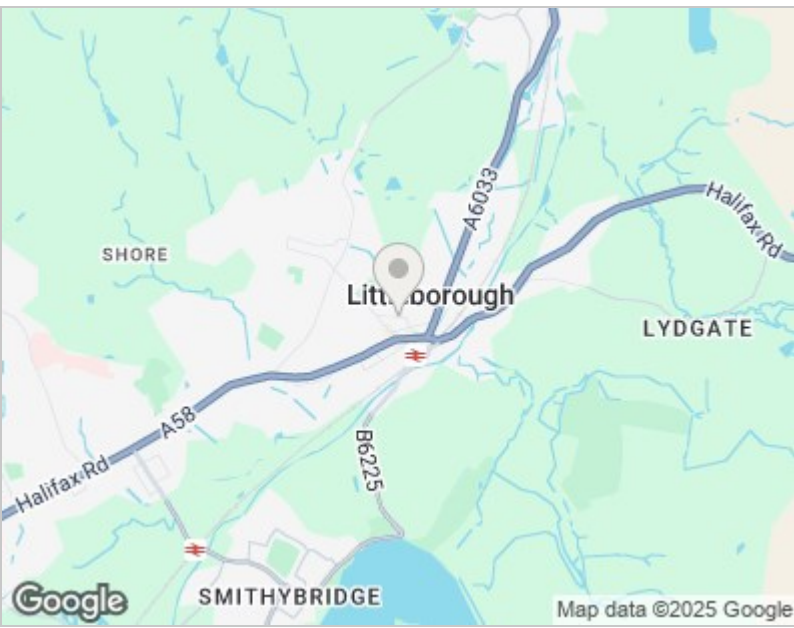 A6033
Halifax Rd
SHORE
Littleborough
LYDGATE
A58
Halifax Rd
B6225
SMITHYBRIDGE
Google
Map data ©2025 Google